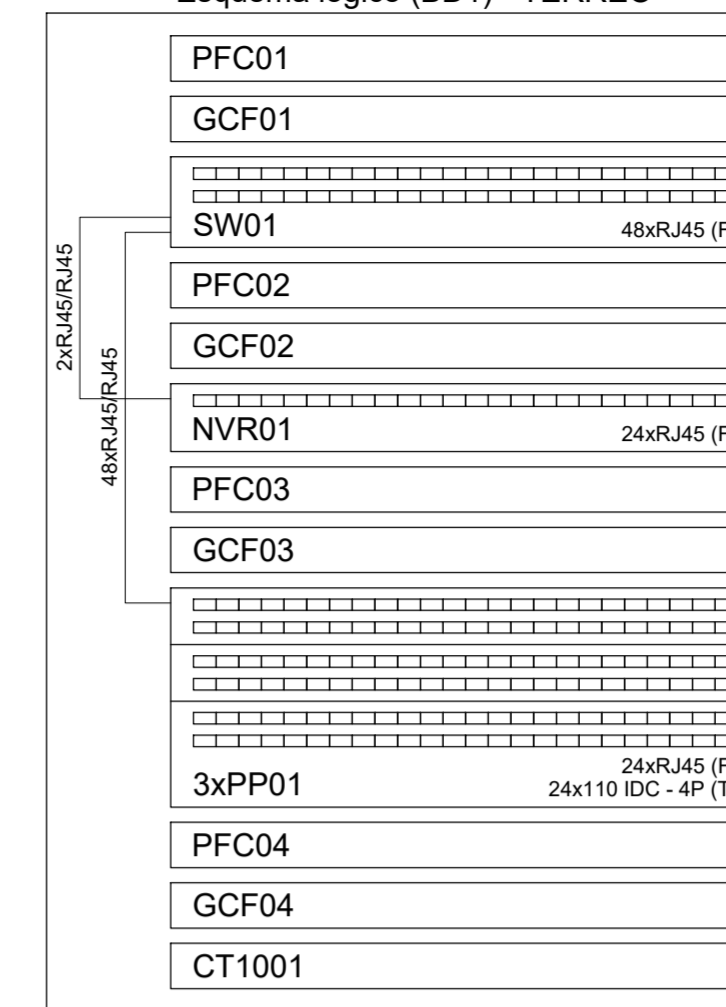 PFC01
GCF01
SW01
48xRJ45 (F
PFC02
2xRJ45/RJ45
GCF02
48xRJ45/RJ45
NVR01
24xRJ45 (F
PFC03
GCF03
24xRJ45 (F
3xPP01
24x110 IDC - 4P (T
PFC04
GCF04
CT1001